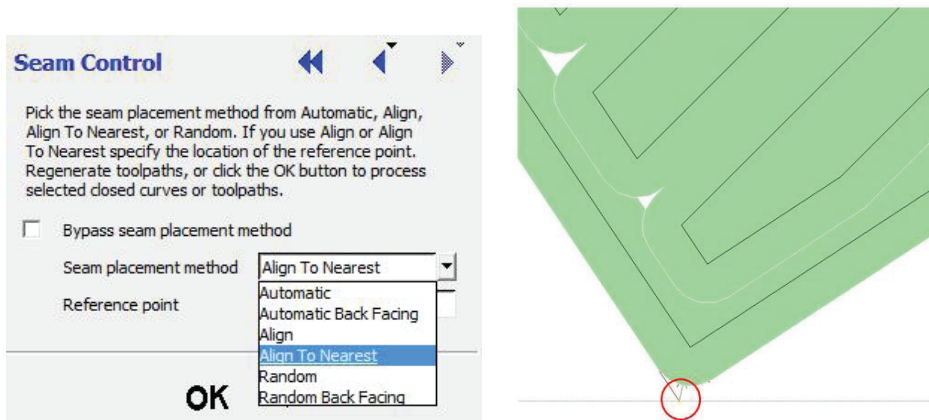 Seam Control
Pick the seam placement method from Automatic, Align,
Align To Nearest, or Random. If you use Align or Align
To Nearest specify the location of the reference point.
Regenerate toolpaths, or click the OK button to process
selected closed curves or toolpaths.
Bypass seam placement method
Seam placement method Align To Nearest
Reference point
Automatic
Automatic Back Facing
Align
Align To Nearest
Random
Random Back Facing
OK